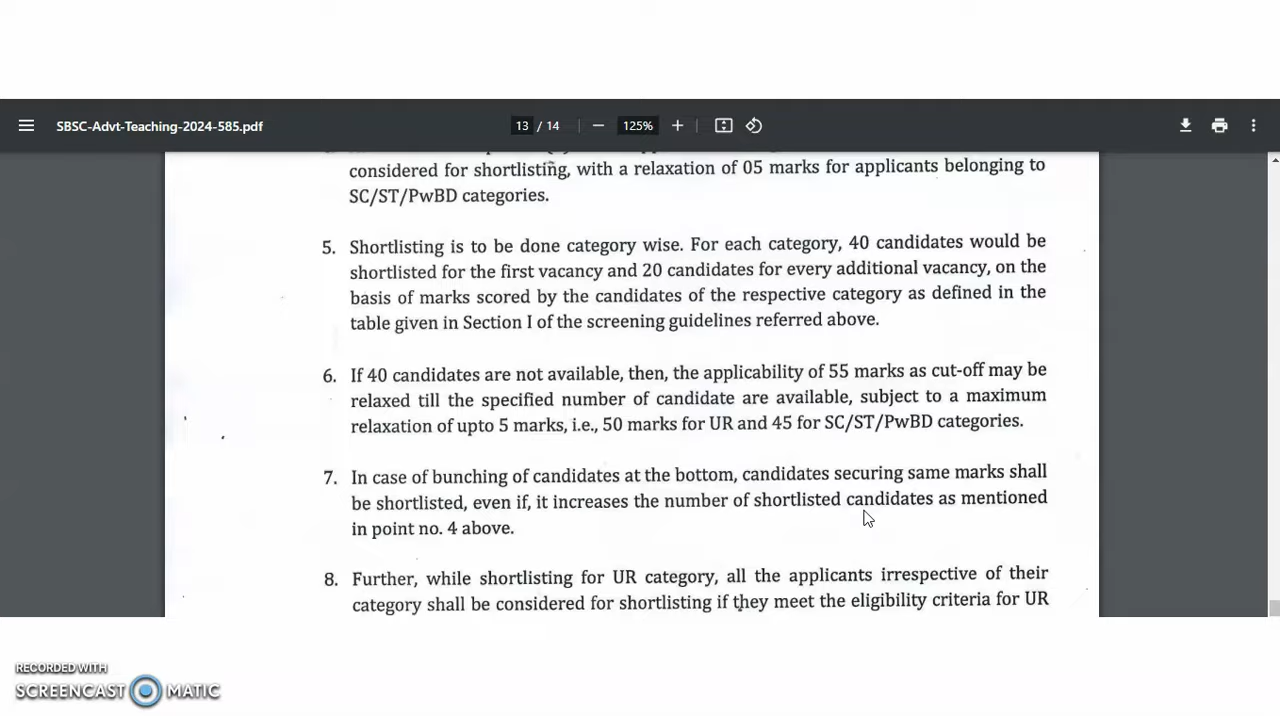 SBSC-Advt-Teaching-2024-585.pdf
13 / 14
125%
considered for shortlisting, with a relaxation of 05 marks for applicants belonging to
SC/ST/PwBD categories.
5. Shortlisting is to be done category wise. For each category, 40 candidates would be
shortlisted for the first vacancy and 20 candidates for every additional vacancy, on the
basis of marks scored by the candidates of the respective category as defined in the
table given in Section I of the screening guidelines referred above.
6. If 40 candidates are not available, then, the applicability of 55 marks as cut-off may be
relaxed till the specified number of candidate are available, subject to a maximum
relaxation of upto 5 marks, i.e., 50 marks for UR and 45 for SC/ST/PwBD categories.
7. In case of bunching of candidates at the bottom, candidates securing same marks shall
be shortlisted, even if, it increases the number of shortlisted candidates as mentioned
in point no. 4 above.
8. Further, while shortlisting for UR category, all the applicants irrespective of their
category shall be considered for shortlisting if they meet the eligibility criteria for UR
RECORDED WITH
SCREENCAST MATIC